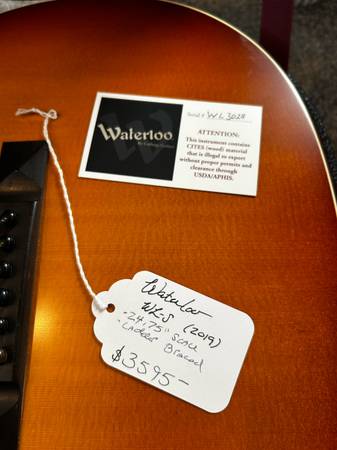 Waterloo
By Collings Guitars
Serial # WL3028
ATTENTION:
This instrument contains
CITES (wood) material
that is illegal to export
without proper permits and
clearance through
USDA/APHIS.
Waterloo
WL-S (2019)
· 24.75" Scale
· Ladder Braced
$3595-